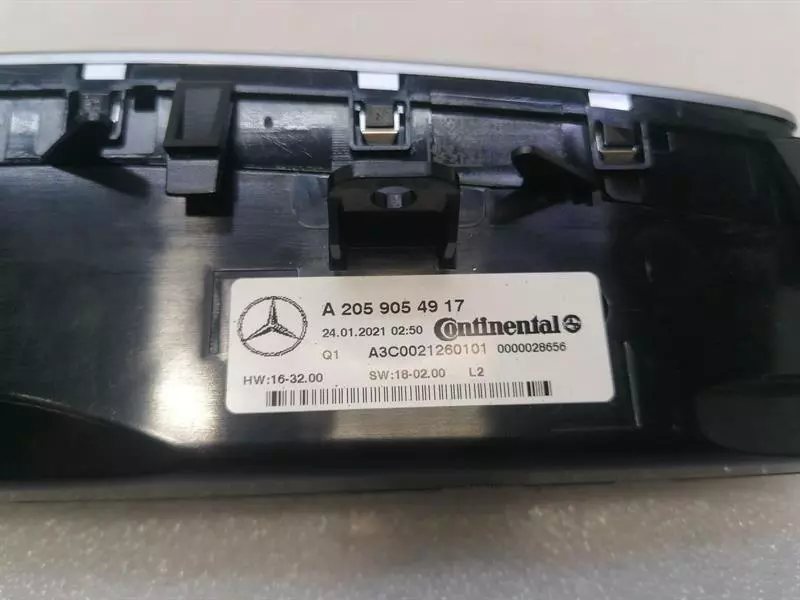 A 205 905 49 17
24.01.2021 02:50 Continental
Q1 A3C0021260101 0000028656
HW:16-32.00 SW:18-02.00 L2